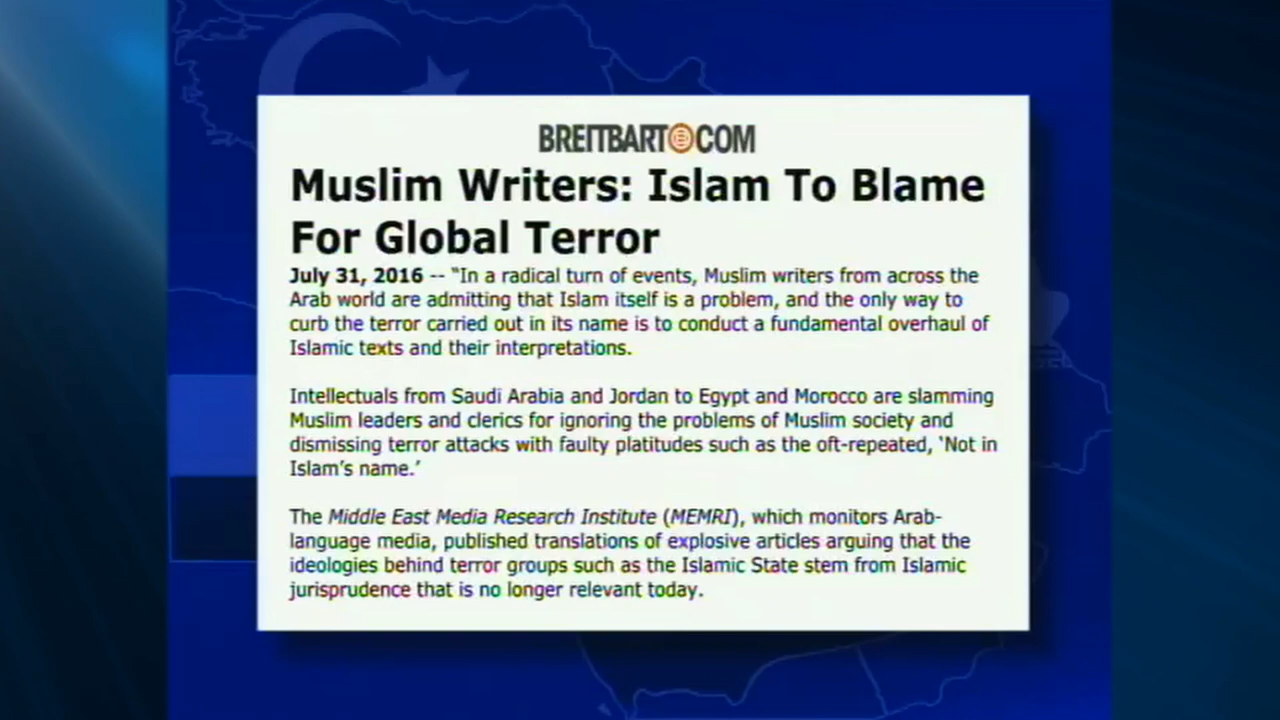 BREITBART COM
Muslim Writers: Islam To Blame
For Global Terror
July 31, 2016 -- “In a radical turn of events, Muslim writers from across the
Arab world are admitting that Islam itself is a problem, and the only way to
curb the terror carried out in its name is to conduct a fundamental overhaul of
Islamic texts and their interpretations.
Intellectuals from Saudi Arabia and Jordan to Egypt and Morocco are slamming
Muslim leaders and clerics for ignoring the problems of Muslim society and
dismissing terror attacks with faulty platitudes such as the oft-repeated, ‘Not in
Islam’s name.’
The Middle East Media Research Institute (MEMRI), which monitors Arab-
language media, published translations of explosive articles arguing that the
ideologies behind terror groups such as the Islamic State stem from Islamic
jurisprudence that is no longer relevant today.